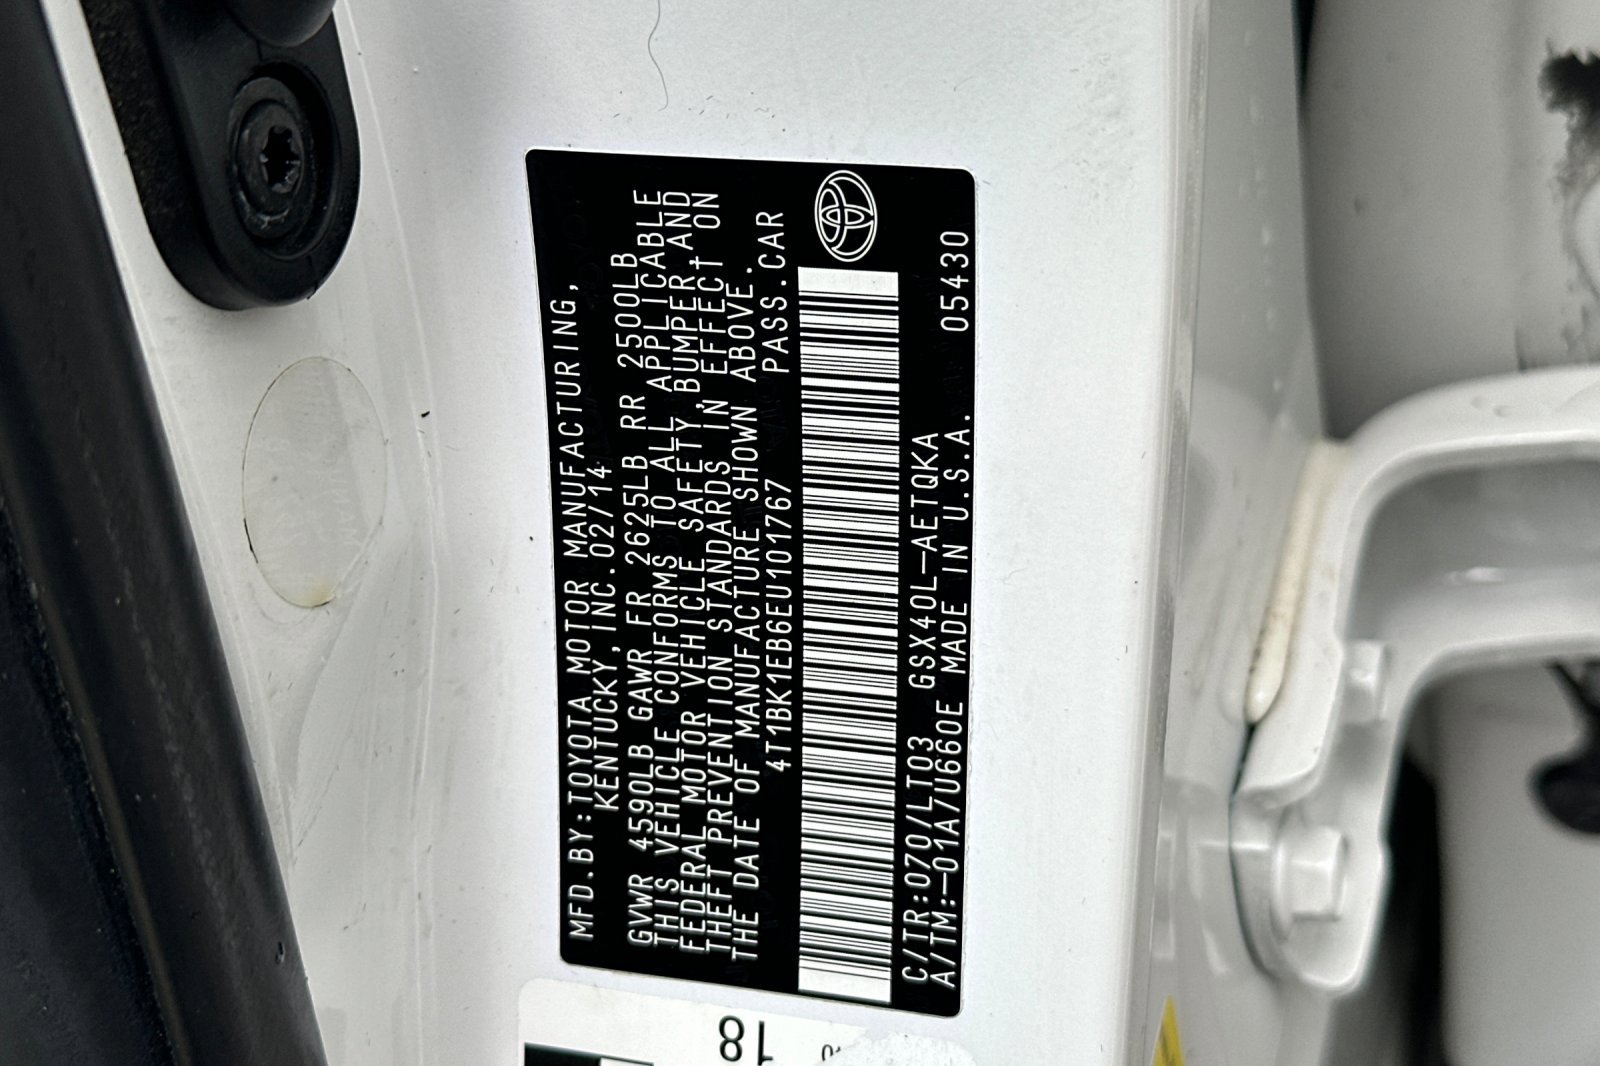 MFD.BY:TOYOTA MOTOR MANUFACTURING,
KENTUCKY,INC.02/14
GVWR 4590LB GAWR FR 2625LB RR 2500LB
THIS VEHICLE CONFORMS TO ALL APPLICABLE
FEDERAL MOTOR VEHICLE SAFETY,BUMPER,AND
THEFT PREVENTION STANDARDS IN EFFECT ON
THE DATE OF MANUFACTURE SHOWN ABOVE.
4T1BK1EB6EU101767 PASS.CAR
C/TR:070/LT03 GSX40L-AETQKA
A/TM:-01A/U660E MADE IN U.S.A. 05430
18